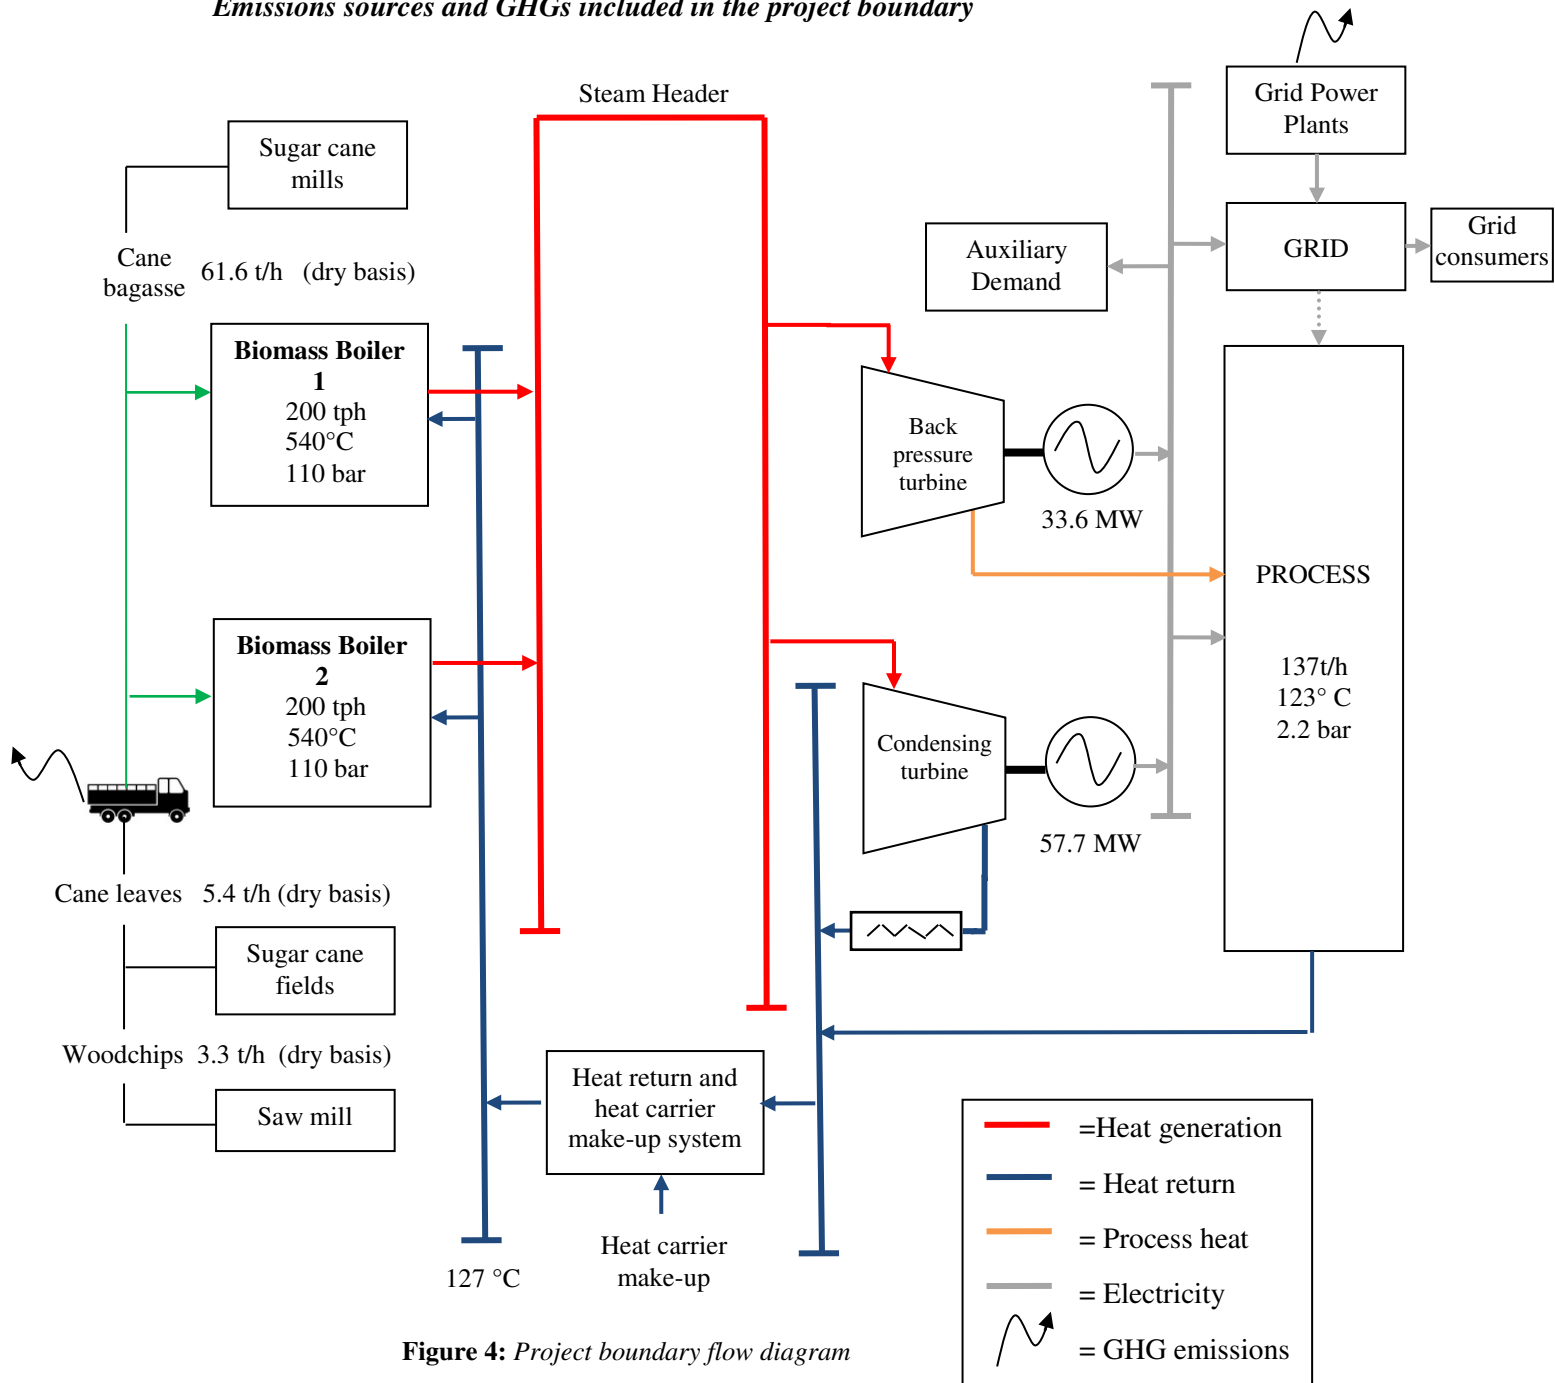 Emissions sources and GHGs included in the project boundary
Steam Header
Grid Power
Plants
Sugar cane
mills
GRID
Grid
consumers
Auxiliary
Demand
Cane
bagasse
61.6 t/h (dry basis)
Biomass Boiler
1
200 tph
540°C
110 bar
Back
pressure
turbine
33.6 MW
PROCESS
137t/h
123° C
2.2 bar
Biomass Boiler
2
200 tph
540°C
110 bar
Condensing
turbine
57.7 MW
Cane leaves 5.4 t/h (dry basis)
Sugar cane
fields
Woodchips 3.3 t/h (dry basis)
Saw mill
Heat return and
heat carrier
make-up system
Heat carrier
make-up
127 °C
=Heat generation
= Heat return
= Process heat
= Electricity
= GHG emissions
Figure 4: Project boundary flow diagram